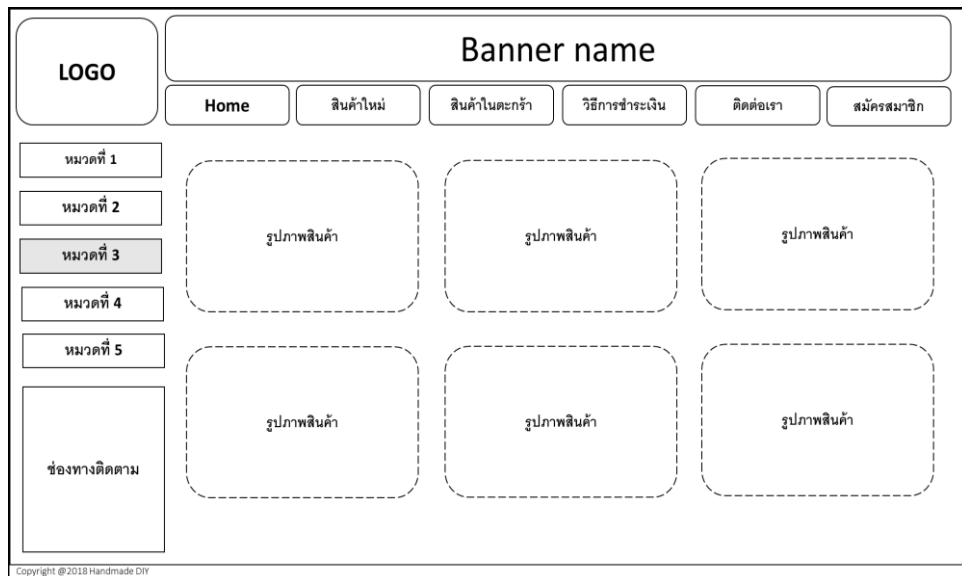 LOGO
Banner name
Home
สินค้าใหม่
สินค้าในตะกร้า
วิธีการชำระเงิน
ติดต่อเรา
สมัครสมาชิก
หมวดที่ 1
หมวดที่ 2
หมวดที่ 3
หมวดที่ 4
หมวดที่ 5
ช่องทางติดตาม
รูปภาพสินค้า
รูปภาพสินค้า
รูปภาพสินค้า
รูปภาพสินค้า
รูปภาพสินค้า
รูปภาพสินค้า
Copyright @2018 Handmade DIY